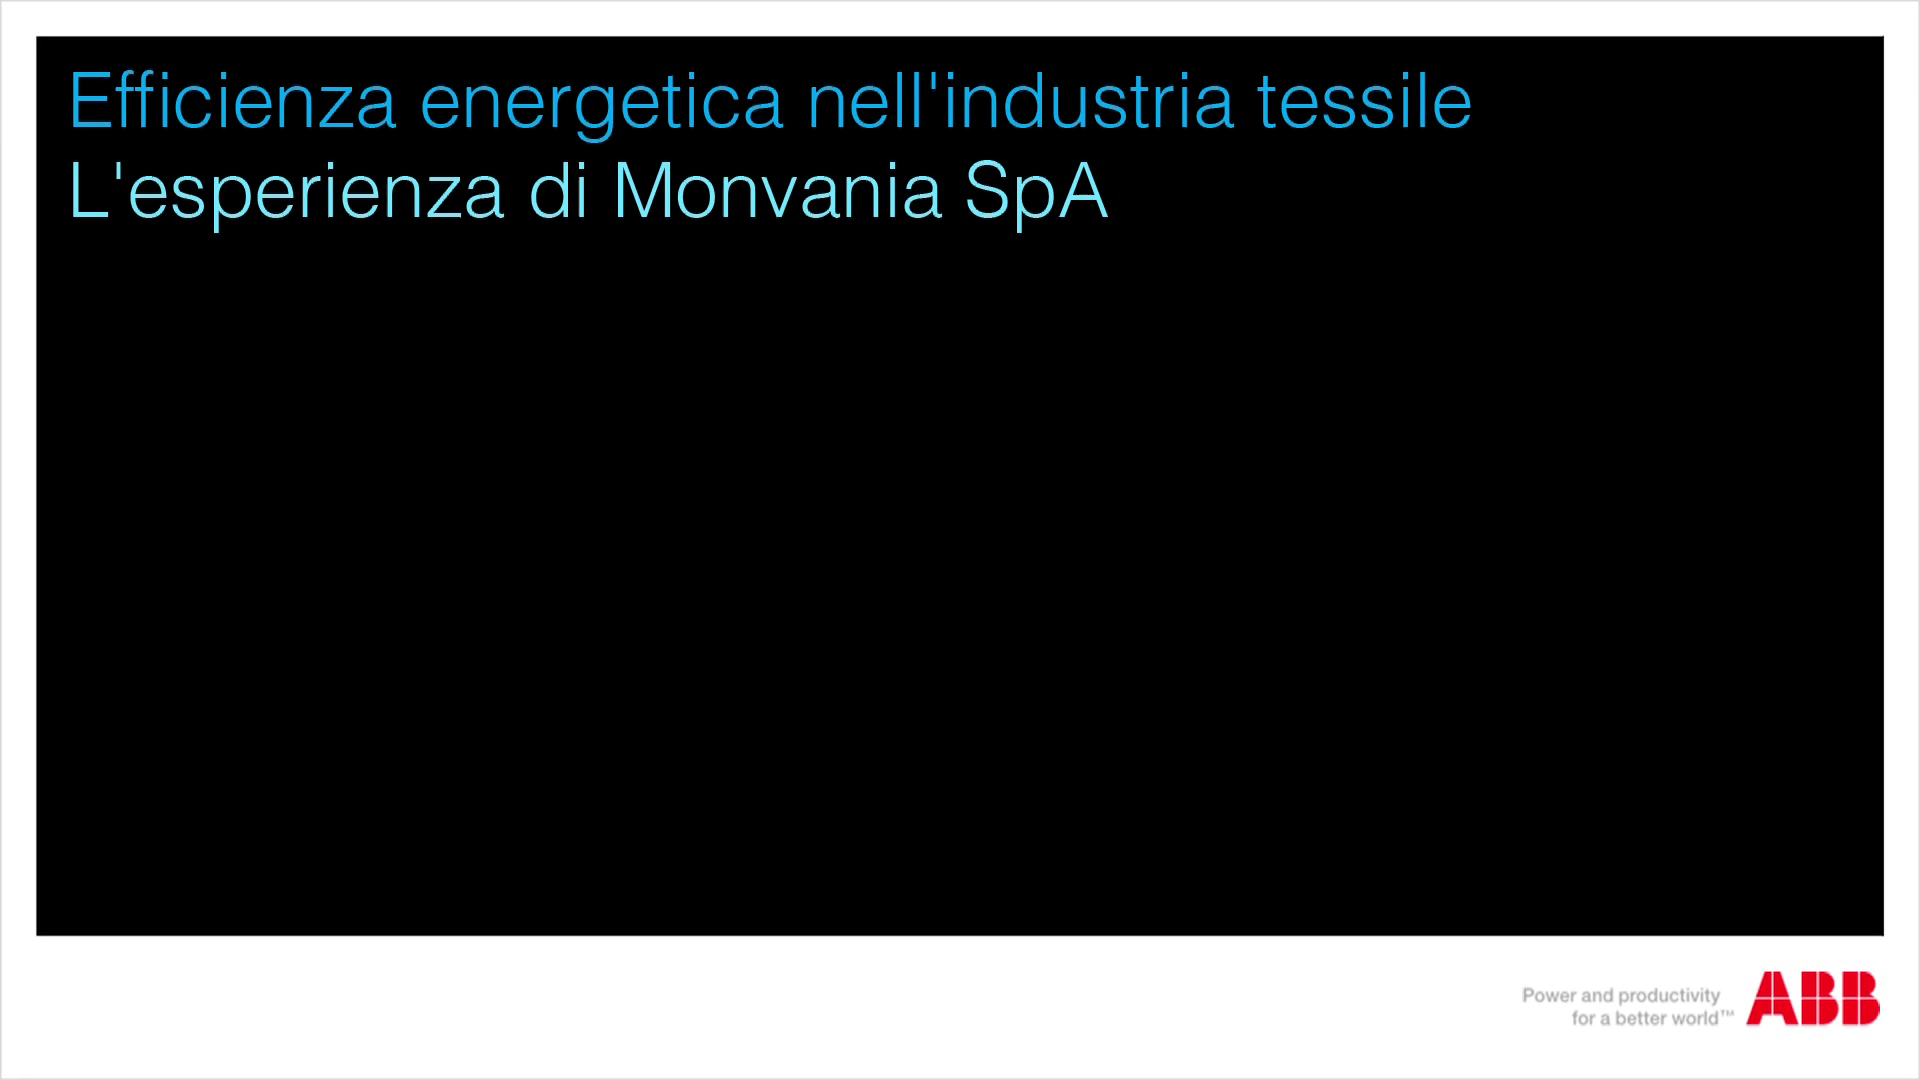 Efficienza energetica nell'industria tessile
L'esperienza di Monvania SpA
Power and productivity
for a better world™
ABB